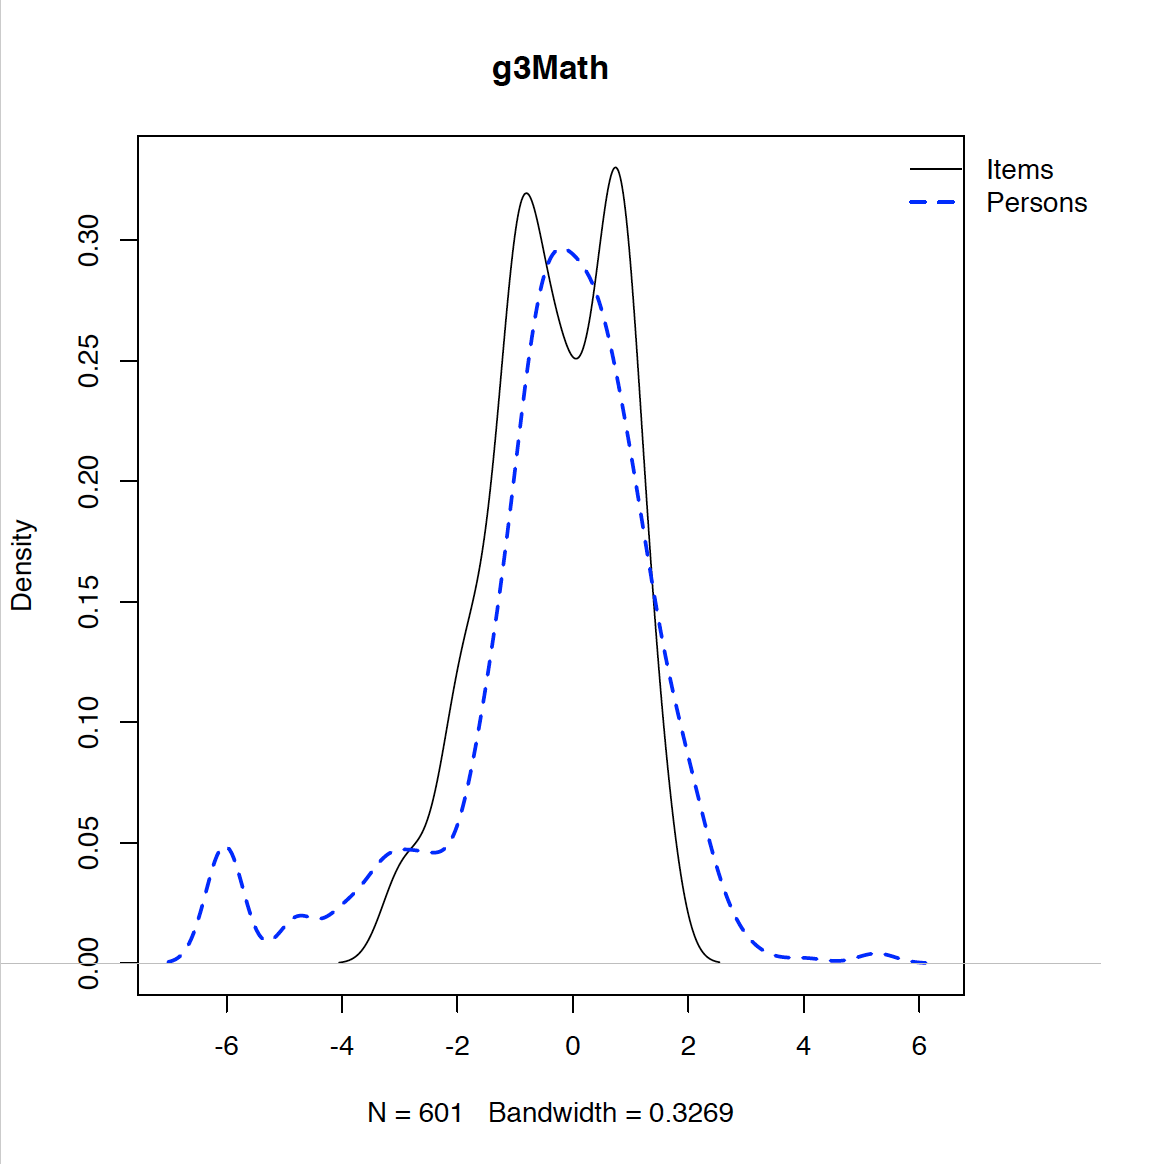 g3Math
Items
Persons
Density
0.30
0.25
0.20
0.15
0.10
0.05
0.00
-6 -4 -2 0 2 4 6
N = 601 Bandwidth = 0.3269